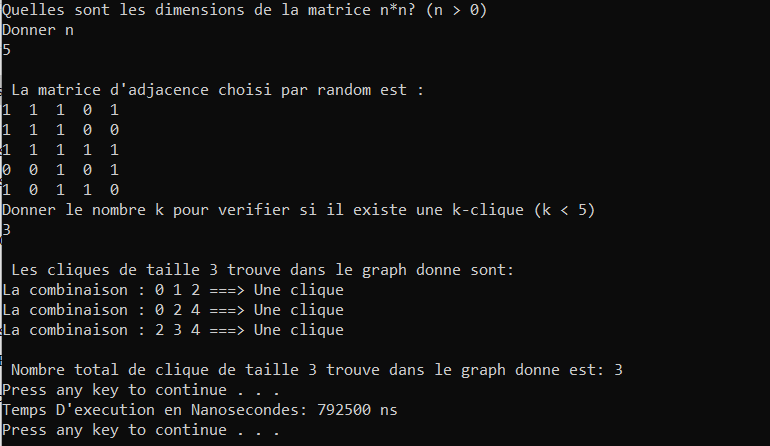 Quelles sont les dimensions de la matrice n*n? (n > 0)
Donner n
5
La matrice d'adjacence choisi par random est :
1 1 1 0 1
1 1 1 0 0
1 1 1 1 1
0 0 1 0 1
1 0 1 1 0
Donner le nombre k pour verifier si il existe une k-clique (k < 5)
3
Les cliques de taille 3 trouve dans le graph donne sont:
La combinaison : 0 1 2 ===> Une clique
La combinaison : 0 2 4 ===> Une clique
La combinaison : 2 3 4 ===> Une clique
Nombre total de clique de taille 3 trouve dans le graph donne est: 3
Press any key to continue . . .
Temps D'execution en Nanosecondes: 792500 ns
Press any key to continue . . .